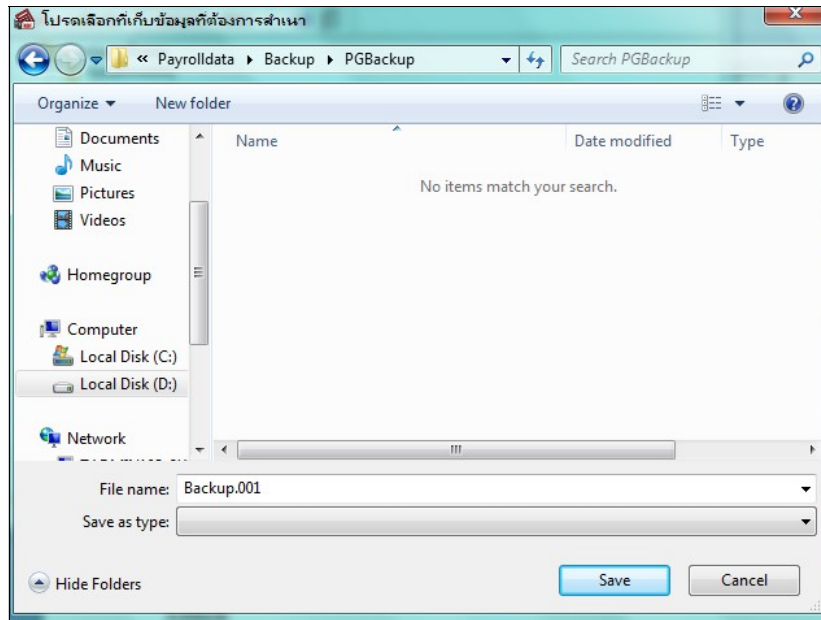 โปรดเลือกที่เก็บข้อมูลที่ต้องการสำเนา
« Payrolldata ▸ Backup ▸ PGBackup
Search PGBackup
Organize ▾ New folder
Name Date modified Type
No items match your search.
Documents
Music
Pictures
Videos
Homegroup
Computer
Local Disk (C:)
Local Disk (D:)
Network
File name: Backup.001
Save as type:
Hide Folders Save Cancel